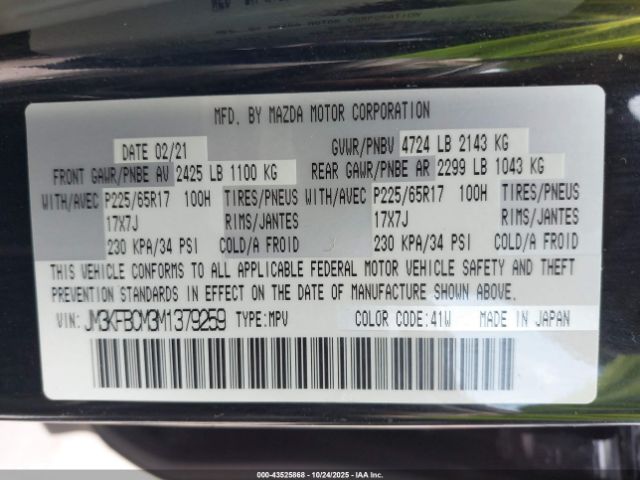 MFD. BY MAZDA MOTOR CORPORATION
DATE 02/21 GVWR/PNBV 4724 LB 2143 KG
FRONT GAWR/PNBE AV 2425 LB 1100 KG REAR GAWR/PNBE AR 2299 LB 1043 KG
WITH/AVEC P225/65R17 100H TIRES/PNEUS WITH/AVEC P225/65R17 100H TIRES/PNEUS
17X7J RIMS/JANTES 17X7J RIMS/JANTES
230 KPA/34 PSI COLD/A FROID 230 KPA/34 PSI COLD/A FROID
THIS VEHICLE CONFORMS TO ALL APPLICABLE FEDERAL MOTOR VEHICLE SAFETY AND THEFT
PREVENTION STANDARDS IN EFFECT ON THE DATE OF MANUFACTURE SHOWN ABOVE.
VIN: JM3KFBCM3M1379259 TYPE:MPV COLOR CODE:41W MADE IN JAPAN
000-43525868 - 10/24/2025 - IAA Inc.